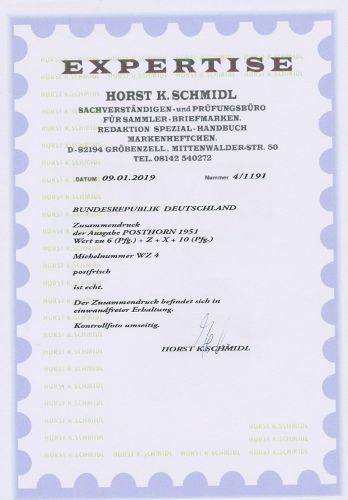 EXPERTISE
HORST K. SCHMIDL
SACHVERSTÄNDIGEN - und PRÜFUNGSBÜRO
FÜR SAMMLER - BRIEFMARKEN.
REDAKTION SPEZIAL - HANDBUCH
MARKENHEFTCHEN.
D-82194 GRÖBENZELL, MITTENWALDER-STR. 50
TEL. 08142 540272
DATUM 09.01.2019 Nummer 4/1191
BUNDESREPUBLIK DEUTSCHLAND
Zusammendruck
der Ausgabe POSTHORN 1951
Wert zu 6 (Pfg.) + Z + X + 10 (Pfg.)
Michelnummer WZ 4
postfrisch
ist echt.
Der Zusammendruck befindet sich in
einwandfreier Erhaltung.
Kontrollfoto umseitig.
HORST K.SCHMIDL